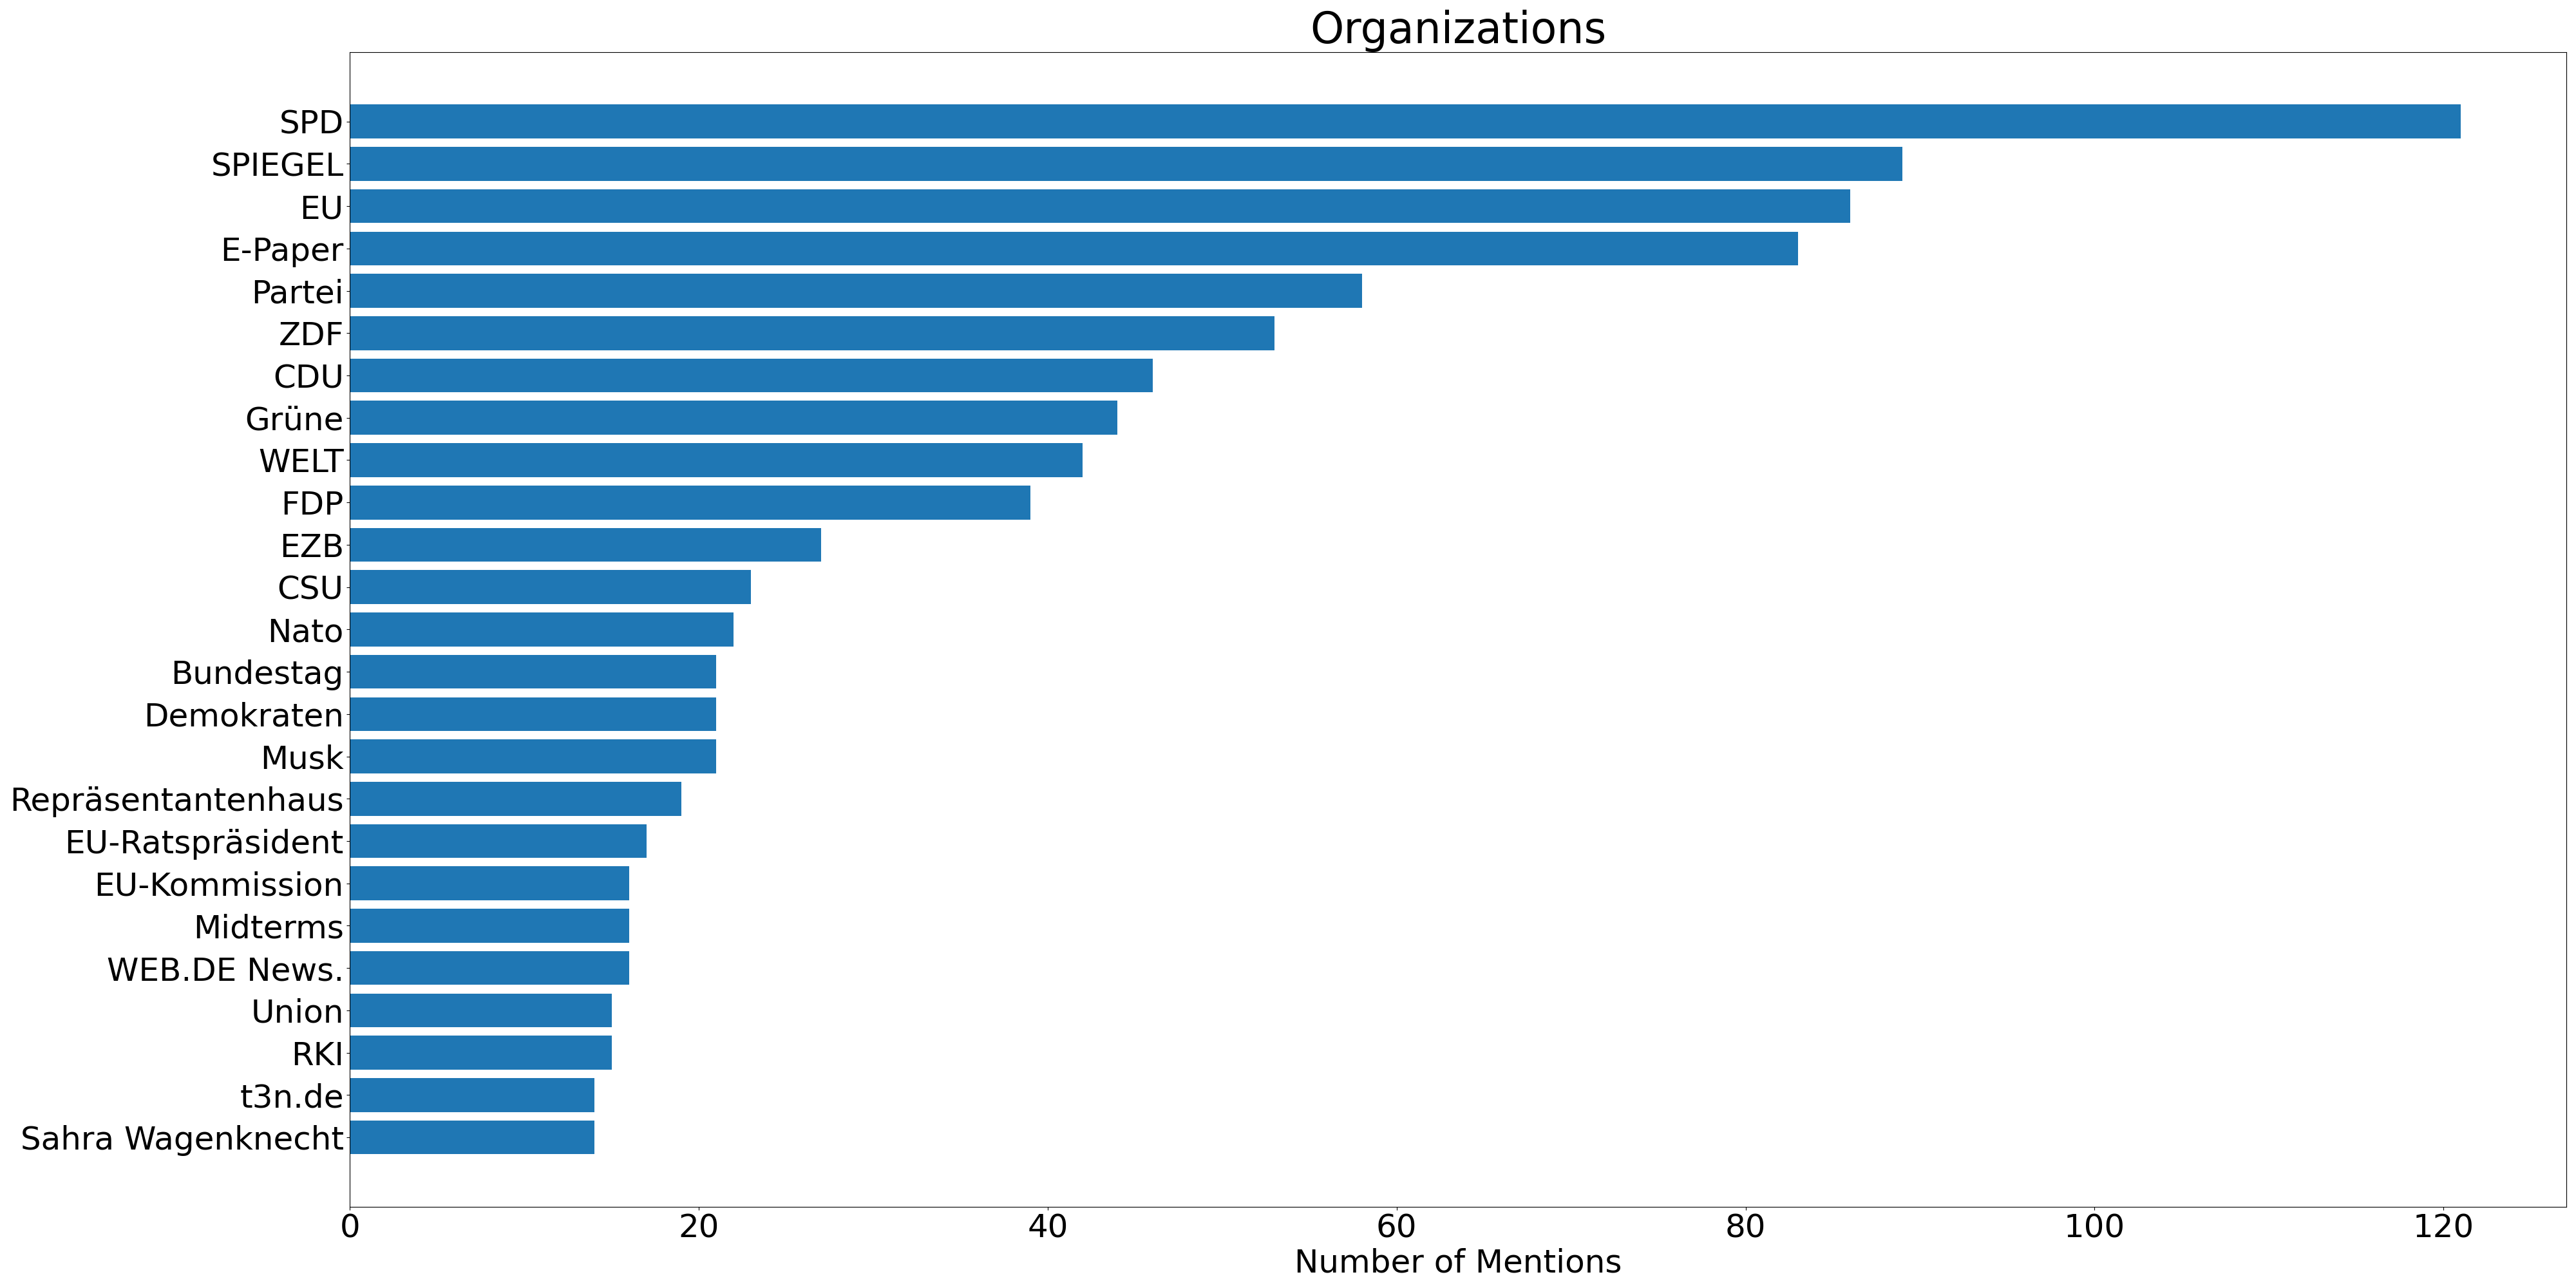 Organizations
SPD
SPIEGEL
EU
E-Paper
Partei
ZDF
CDU
Grüne
WELT
FDP
EZB
CSU
Nato
Bundestag
Demokraten
Musk
Repräsentantenhaus
EU-Ratspräsident
EU-Kommission
Midterms
WEB.DE News.
Union
RKI
t3n.de
Sahra Wagenknecht
0 20 40 60 80 100 120
Number of Mentions